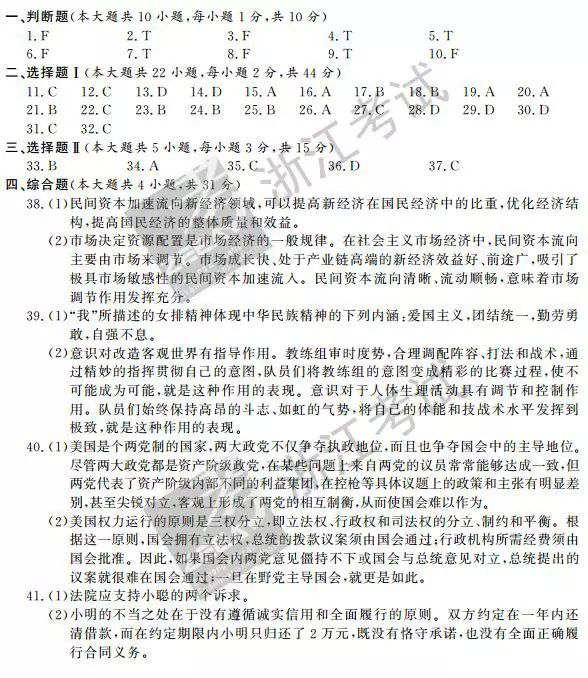 一、判断题(本大题共 10 小题,每小题 1 分,共 10 分)
1. F 2. T 3. F 4. T 5. T
6. F 7. T 8. F 9. T 10. F
二、选择题Ⅰ(本大题共 22 小题,每小题 2 分,共 44 分)
11. C 12. C 13. D 14. D 15. A 16. A 17. B 18. B 19. A 20. A
21. B 22. C 23. B 24. B 25. B 26. A 27. C 28. D 29. D 30. D
31. C 32. C
三、选择题Ⅱ(本大题共 5 小题,每小题 3 分,共 15 分)
33. B 34. A 35. C 36. D 37. C
四、综合题(本大题共 4 小题,共 31 分)
38. (1)民间资本加速流向新经济领域,可以提高新经济在国民经济中的比重,优化经济结
构,提高国民经济的整体质量和效益。
(2)市场决定资源配置是市场经济的一般规律。在社会主义市场经济中,民间资本流向
主要由市场来调节。市场成长快、处于产业链高端的新经济效益好、前途广,吸引了
极具市场敏感性的民间资本加速流入。民间资本流向清晰、流动顺畅,意味着市场
调节作用发挥充分。
39. (1)“我”所描述的女排精神体现中华民族精神的下列内涵:爱国主义,团结统一,勤劳勇
敢,自强不息。
(2)意识对改造客观世界有指导作用。教练组审时度势,合理调配阵容、打法和战术,通
过精妙的指挥贯彻自己的意图,队员们将教练组的意图变成精彩的比赛过程,使不
可能成为可能,就是这种作用的表现。意识对于人体生理活动具有调节和控制作
用。队员们始终保持高昂的斗志、如虹的气势,将自己的体能和技战术水平发挥到
极致,就是这种作用的表现。
40. (1)美国是个两党制的国家,两大政党不仅争夺执政地位,而且也争夺国会中的主导地位。
尽管两大政党都是资产阶级政党,在某些问题上来自两党的议员常常能够达成一致,但
两党代表了资产阶级内部不同的利益集团,在控枪等具体议题上的政策和主张有明显差
别,甚至尖锐对立,客观上形成了两党的相互制衡,从而使国会难以作为。
(2)美国权力运行的原则是三权分立,即立法权、行政权和司法权的分立、制约和平衡。根
据这一原则,国会拥有立法权,总统的拨款议案须由国会通过;行政机构所需经费须由
国会批准。因此,如果国会内两党意见僵持不下或国会与总统意见对立,总统提出的
议案就很难在国会通过;一旦在野党主导国会,就更是如此。
41. (1)法院应支持小聪的两个诉求。
(2)小明的不当之处在于没有遵循诚实信用和全面履行的原则。双方约定在一年内还
清借款,而在约定期限内小明只归还了 2 万元,既没有恪守承诺,也没有全面正确履
行合同义务。
浙江考试
浙江考试